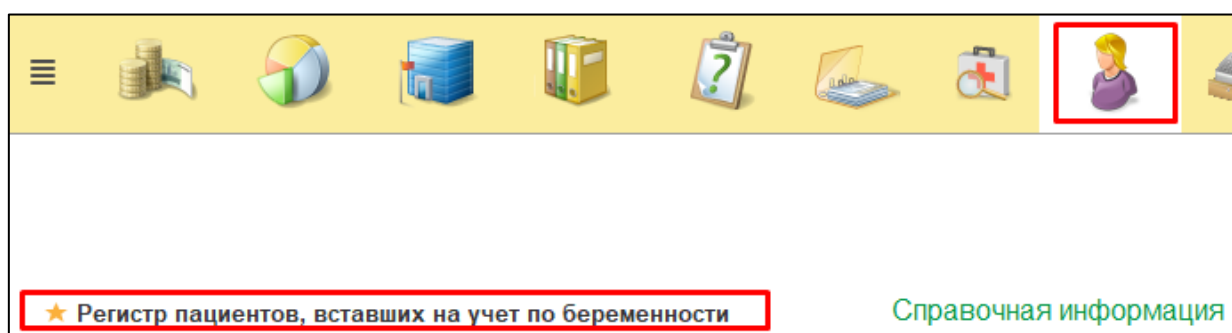 Регистр пациентов, вставших на учет по беременности
Справочная информация